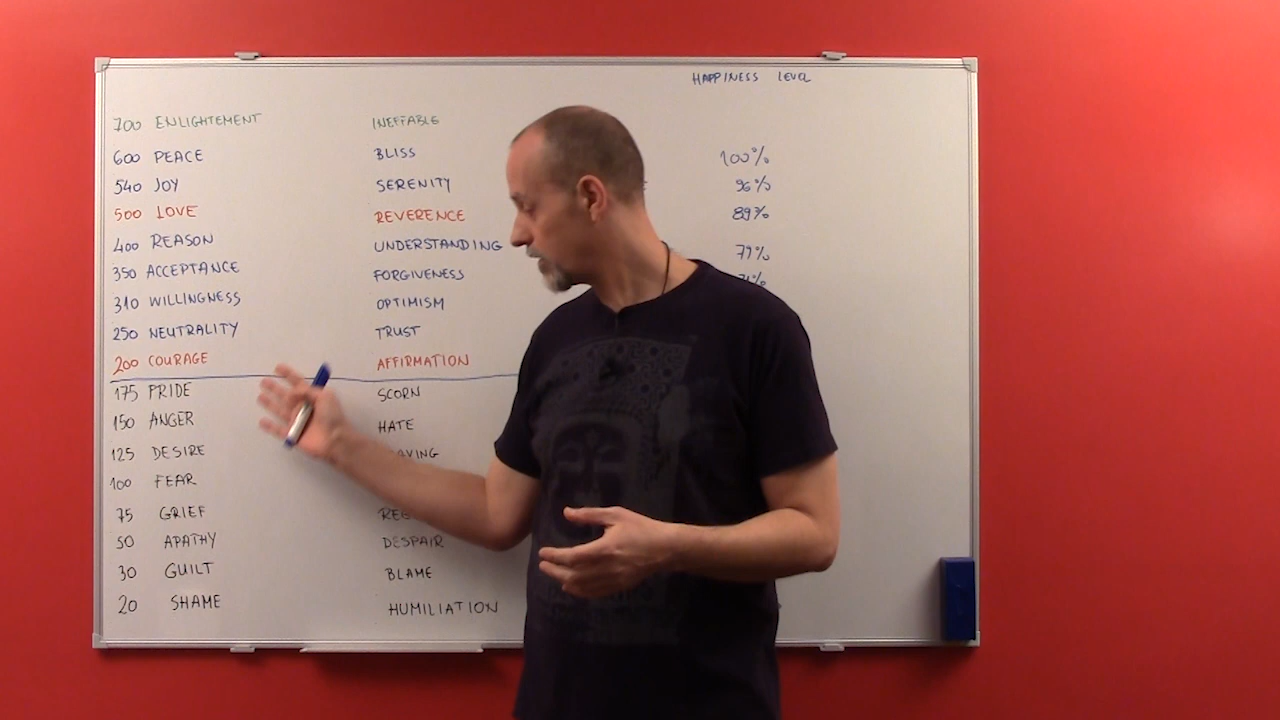 HAPPINESS LEVEL
700 ENLIGHTEMENT INEFFABLE
600 PEACE BLISS 100%
540 JOY SERENITY 96%
500 LOVE REVERENCE 89%
400 REASON UNDERSTANDING 79%
350 ACCEPTANCE FORGIVENESS
310 WILLINGNESS OPTIMISM
250 NEUTRALITY TRUST
200 COURAGE AFFIRMATION
175 PRIDE SCORN
150 ANGER HATE
125 DESIRE
100 FEAR
75 GRIEF
50 APATHY DESPAIR
30 GUILT BLAME
20 SHAME HUMILIATION